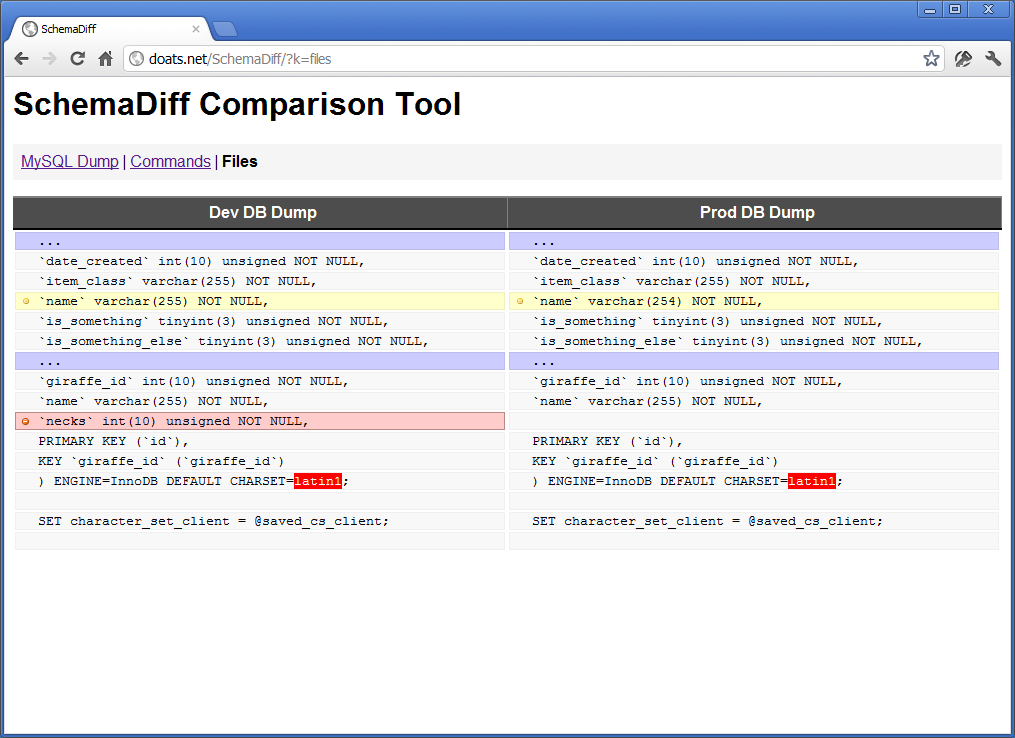 SchemaDiff
doats.net/SchemaDiff/?k=files
SchemaDiff Comparison Tool
MySQL Dump | Commands | Files
Dev DB Dump
...
`date_created` int(10) unsigned NOT NULL,
`item_class` varchar(255) NOT NULL,
`name` varchar(255) NOT NULL,
`is_something` tinyint(3) unsigned NOT NULL,
`is_something_else` tinyint(3) unsigned NOT NULL,
...
`giraffe_id` int(10) unsigned NOT NULL,
`name` varchar(255) NOT NULL,
`necks` int(10) unsigned NOT NULL,
PRIMARY KEY (`id`),
KEY `giraffe_id` (`giraffe_id`)
) ENGINE=InnoDB DEFAULT CHARSET=latin1;
SET character_set_client = @saved_cs_client;
Prod DB Dump
...
`date_created` int(10) unsigned NOT NULL,
`item_class` varchar(255) NOT NULL,
`name` varchar(254) NOT NULL,
`is_something` tinyint(3) unsigned NOT NULL,
`is_something_else` tinyint(3) unsigned NOT NULL,
...
`giraffe_id` int(10) unsigned NOT NULL,
`name` varchar(255) NOT NULL,
PRIMARY KEY (`id`),
KEY `giraffe_id` (`giraffe_id`)
) ENGINE=InnoDB DEFAULT CHARSET=latin1;
SET character_set_client = @saved_cs_client;